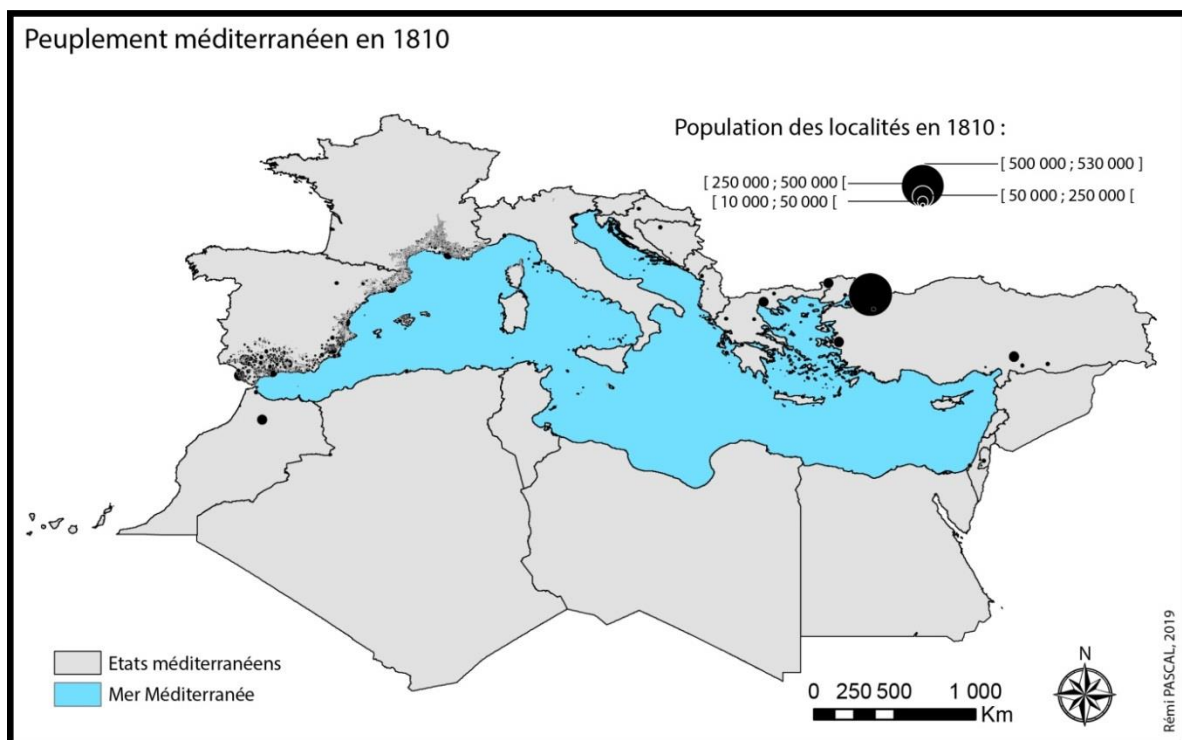 Peuplement méditerranéen en 1810
Population des localités en 1810 :
[ 500 000 ; 530 000 ]
[ 250 000 ; 500 000 [
[ 50 000 ; 250 000 [
[ 10 000 ; 50 000 [
Etats méditerranéens
Mer Méditerranée
0 250 500 1 000
Km
N
Rémi PASCAL, 2019